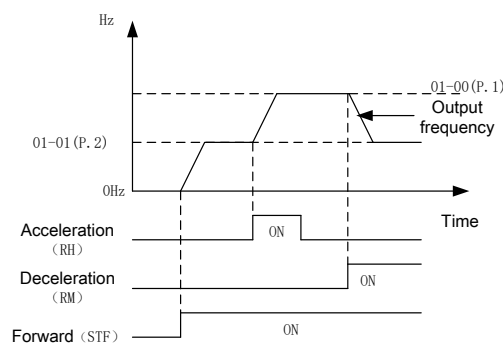 Hz
01-00(P.1)
Output
frequency
01-01(P.2)
0Hz
Time
Acceleration
(RH)
ON
Deceleration
(RM)
ON
Forward (STF)
ON